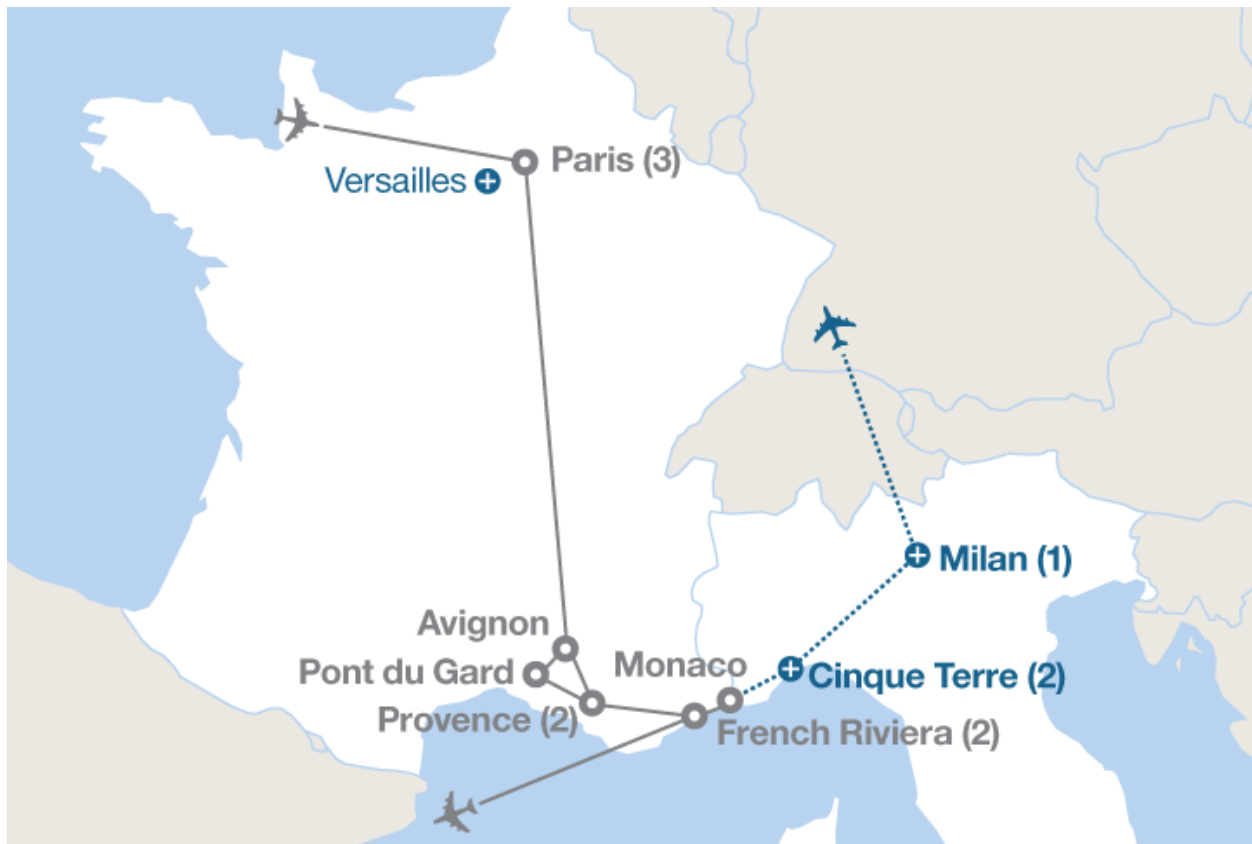 Paris (3)
Versailles
Milan (1)
Avignon
Monaco
Pont du Gard
Cinque Terre (2)
Provence (2)
French Riviera (2)